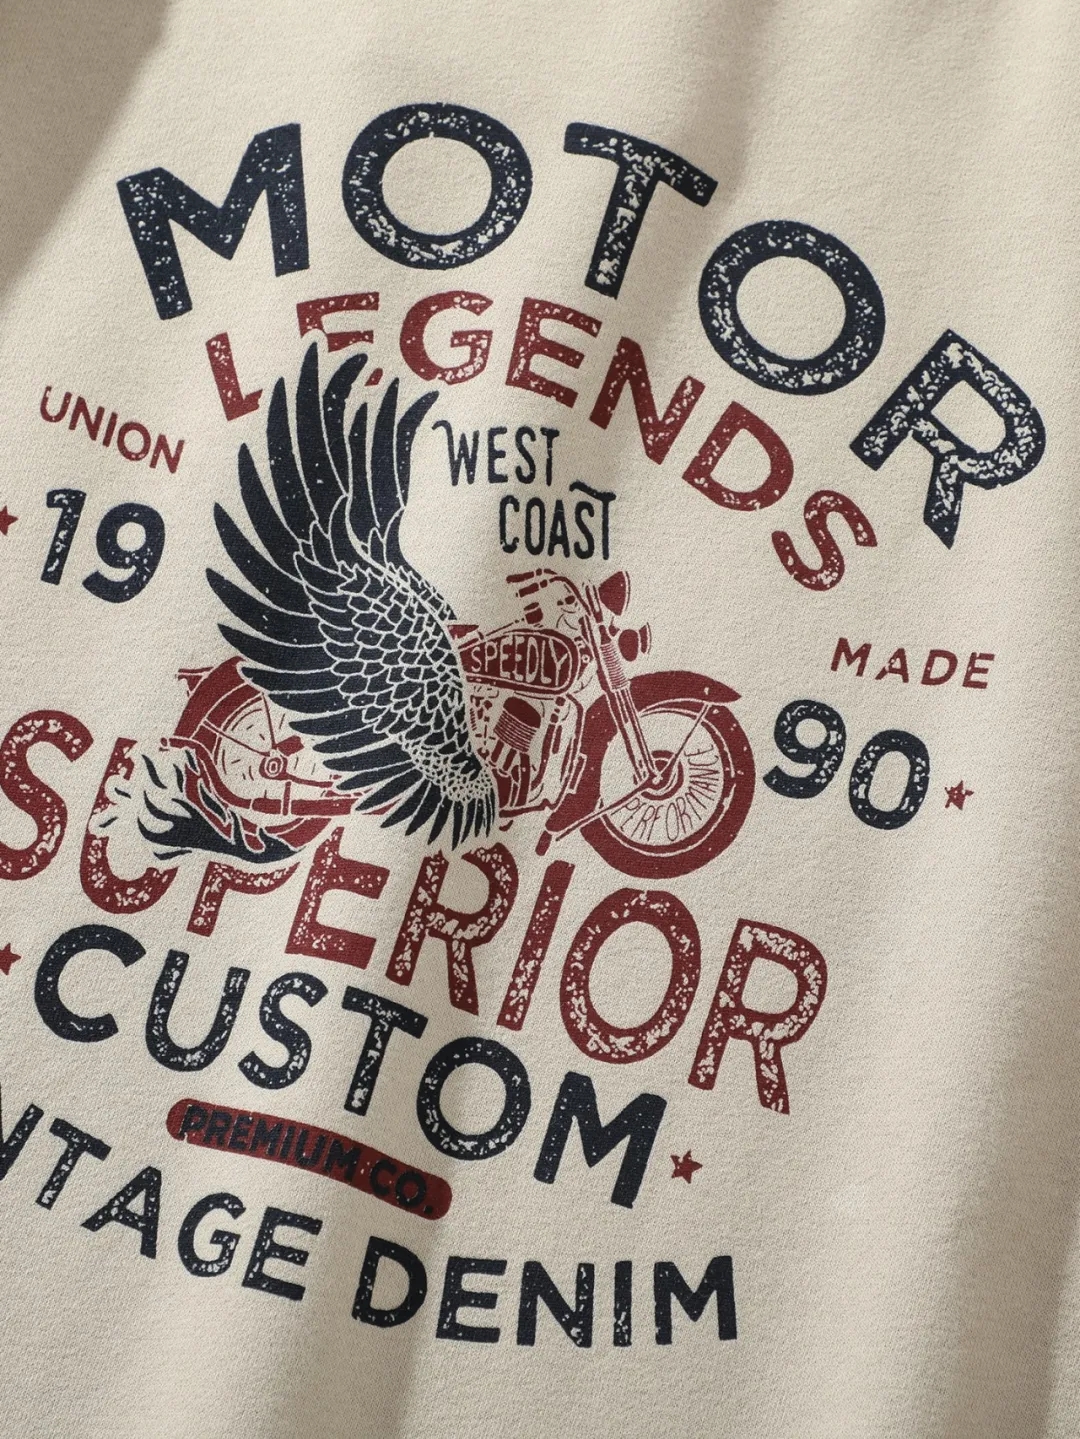 MOTOR
LEGENDS
UNION
WEST
COAST
19
SPEEDLY
MADE
90
PERFORMANCE
SUPERIOR
CUSTOM
PREMIUM CO.
NTAGE DENIM